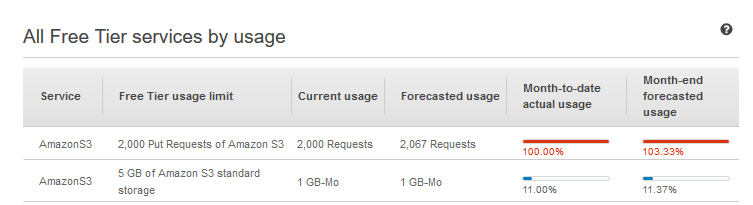 All Free Tier services by usage
?
Service Free Tier usage limit Current usage Forecasted usage Month-to-date actual usage Month-end forecasted usage
AmazonS3 2,000 Put Requests of Amazon S3 2,000 Requests 2,067 Requests 100.00% 103.33%
AmazonS3 5 GB of Amazon S3 standard storage 1 GB-Mo 1 GB-Mo 11.00% 11.37%